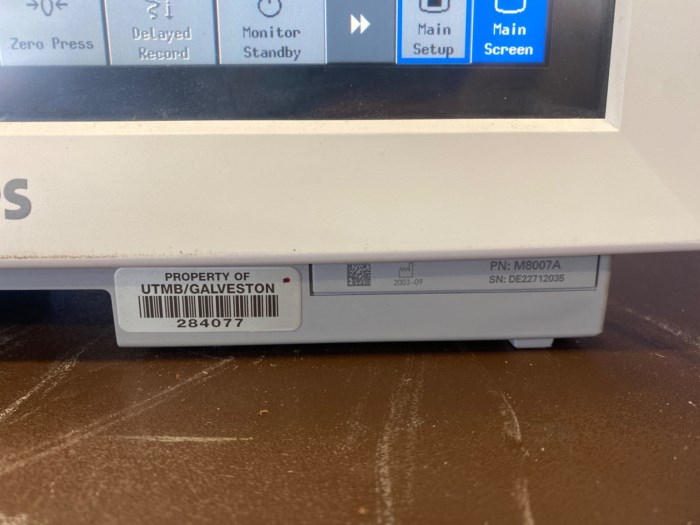 Zero Press
Delayed
Record
Monitor
Standby
Main
Setup
Main
Screen
PROPERTY OF
UTMB/GALVESTON
284077
2003-09
PN: M8007A
SN: DE22712035